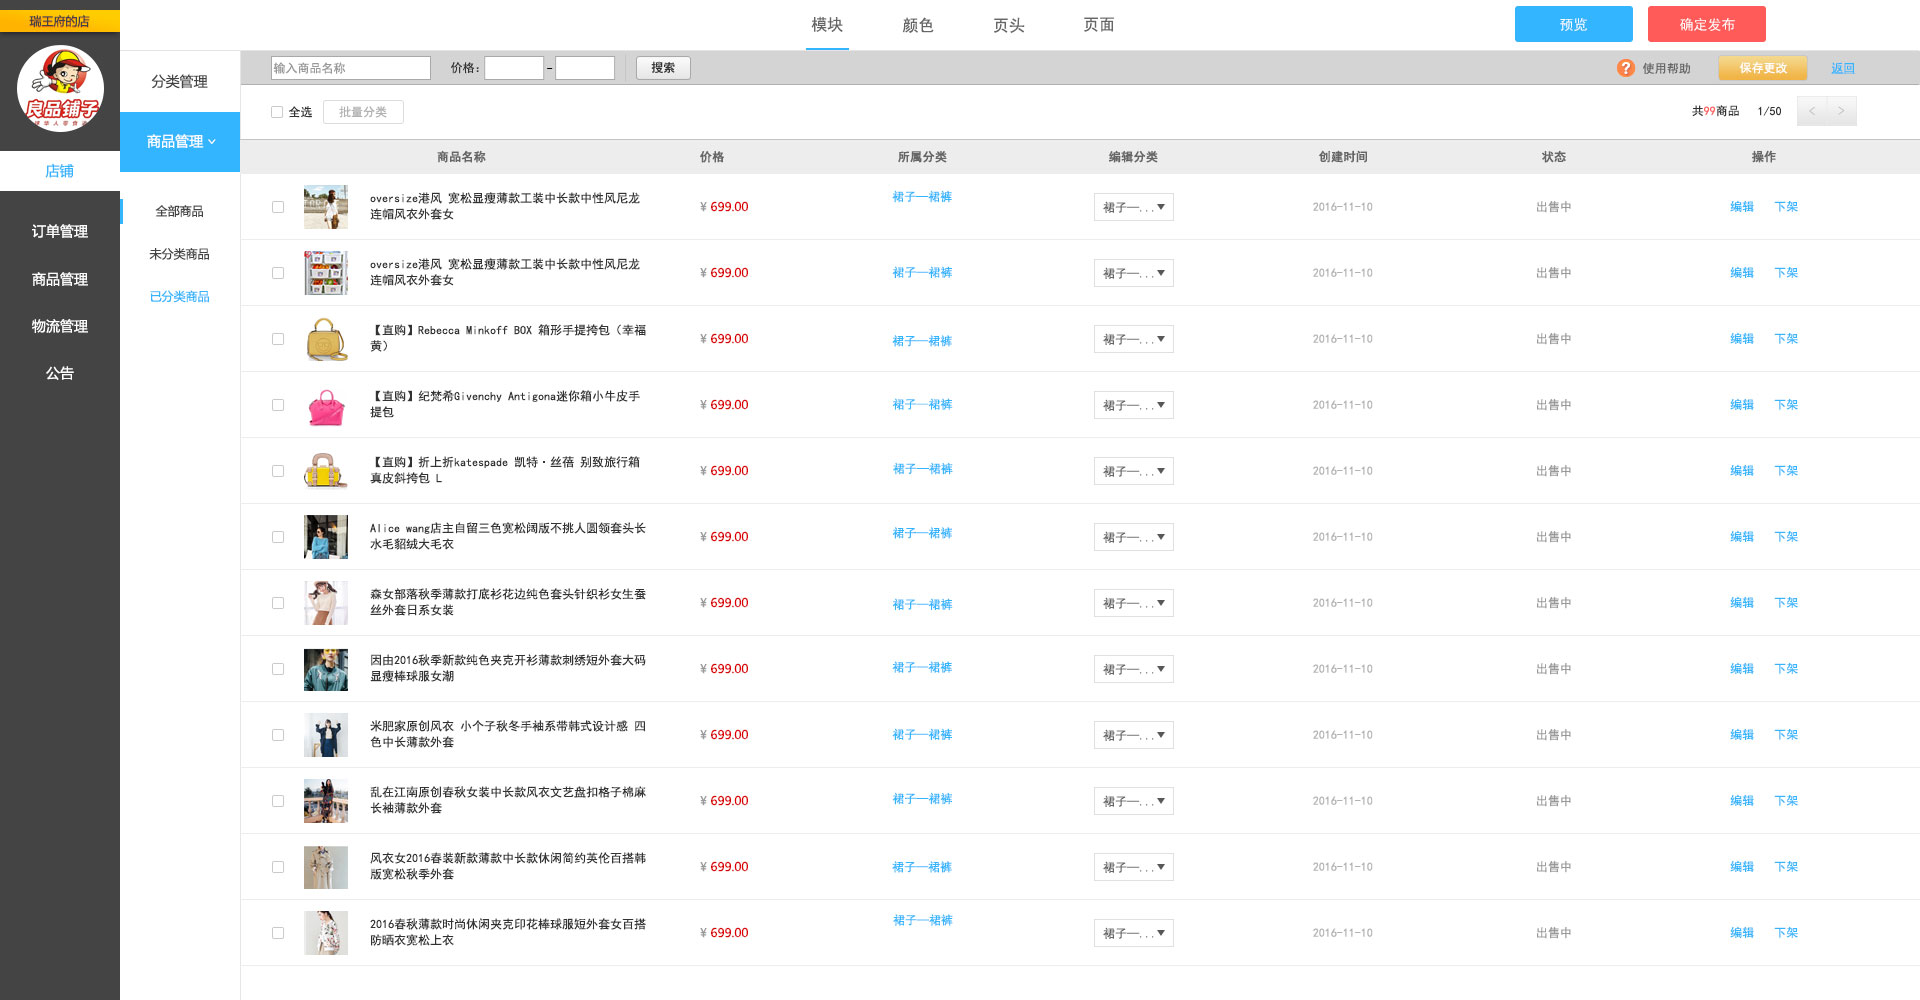 瑞王府的店
良品铺子
店铺
订单管理
商品管理
物流管理
公告
模块
颜色
页头
页面
预览
确定发布
分类管理
商品管理
全部商品
未分类商品
已分类商品
输入商品名称
价格:
-
搜索
使用帮助
保存更改
返回
全选
批量分类
共99商品
1/50
< >
商品名称 价格 所属分类 编辑分类 创建时间 状态 操作
oversize港风 宽松显瘦薄款工装中长款中性风尼龙
连帽风衣外套女
¥ 699.00 裙子—裙裤 裙子—... 2016-11-10 出售中 编辑 下架
oversize港风 宽松显瘦薄款工装中长款中性风尼龙
连帽风衣外套女
¥ 699.00 裙子—裙裤 裙子—... 2016-11-10 出售中 编辑 下架
【直购】Rebecca Minkoff BOX 箱形手提挎包（幸福
黄）
¥ 699.00 裙子—裙裤 裙子—... 2016-11-10 出售中 编辑 下架
【直购】纪梵希Givenchy Antigona迷你箱小牛皮手
提包
¥ 699.00 裙子—裙裤 裙子—... 2016-11-10 出售中 编辑 下架
【直购】折上折katespade 凯特·丝蓓 别致旅行箱
真皮斜挎包 L
¥ 699.00 裙子—裙裤 裙子—... 2016-11-10 出售中 编辑 下架
Alice wang店主自留三色宽松阔版不挑人圆领套头长
水毛貂绒大毛衣
¥ 699.00 裙子—裙裤 裙子—... 2016-11-10 出售中 编辑 下架
森女部落秋季薄款打底衫花边纯色套头针织衫女生蚕
丝外套日系女装
¥ 699.00 裙子—裙裤 裙子—... 2016-11-10 出售中 编辑 下架
因由2016秋季新款纯色夹克开衫薄款刺绣短外套大码
显瘦棒球服女潮
¥ 699.00 裙子—裙裤 裙子—... 2016-11-10 出售中 编辑 下架
米肥家原创风衣 小个子秋冬手袖系带韩式设计感 四
色中长薄款外套
¥ 699.00 裙子—裙裤 裙子—... 2016-11-10 出售中 编辑 下架
乱在江南原创春秋女装中长款风衣文艺盘扣格子棉麻
长袖薄款外套
¥ 699.00 裙子—裙裤 裙子—... 2016-11-10 出售中 编辑 下架
风衣女2016春装新款薄款中长款休闲简约英伦百搭韩
版宽松秋季外套
¥ 699.00 裙子—裙裤 裙子—... 2016-11-10 出售中 编辑 下架
2016春秋薄款时尚休闲夹克印花棒球服短外套女百搭
防晒衣宽松上衣
¥ 699.00 裙子—裙裤 裙子—... 2016-11-10 出售中 编辑 下架